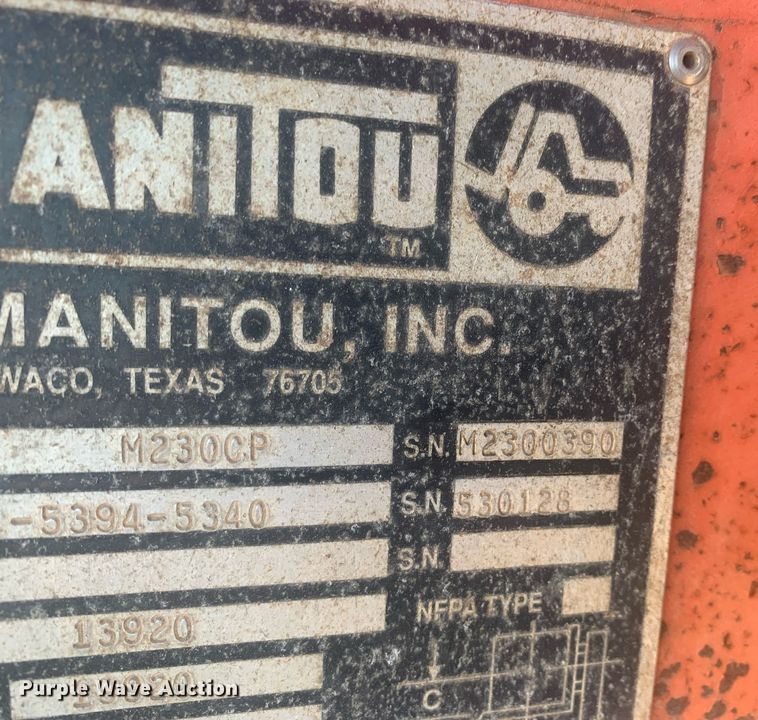 ANITOU
TM
MANITOU, INC.
WACO, TEXAS 76705
M230CP S.N. M2300390
-5394-5340 S.N. 530128
S.N.
NFPA TYPE
13920
C
Purple Wave Auction